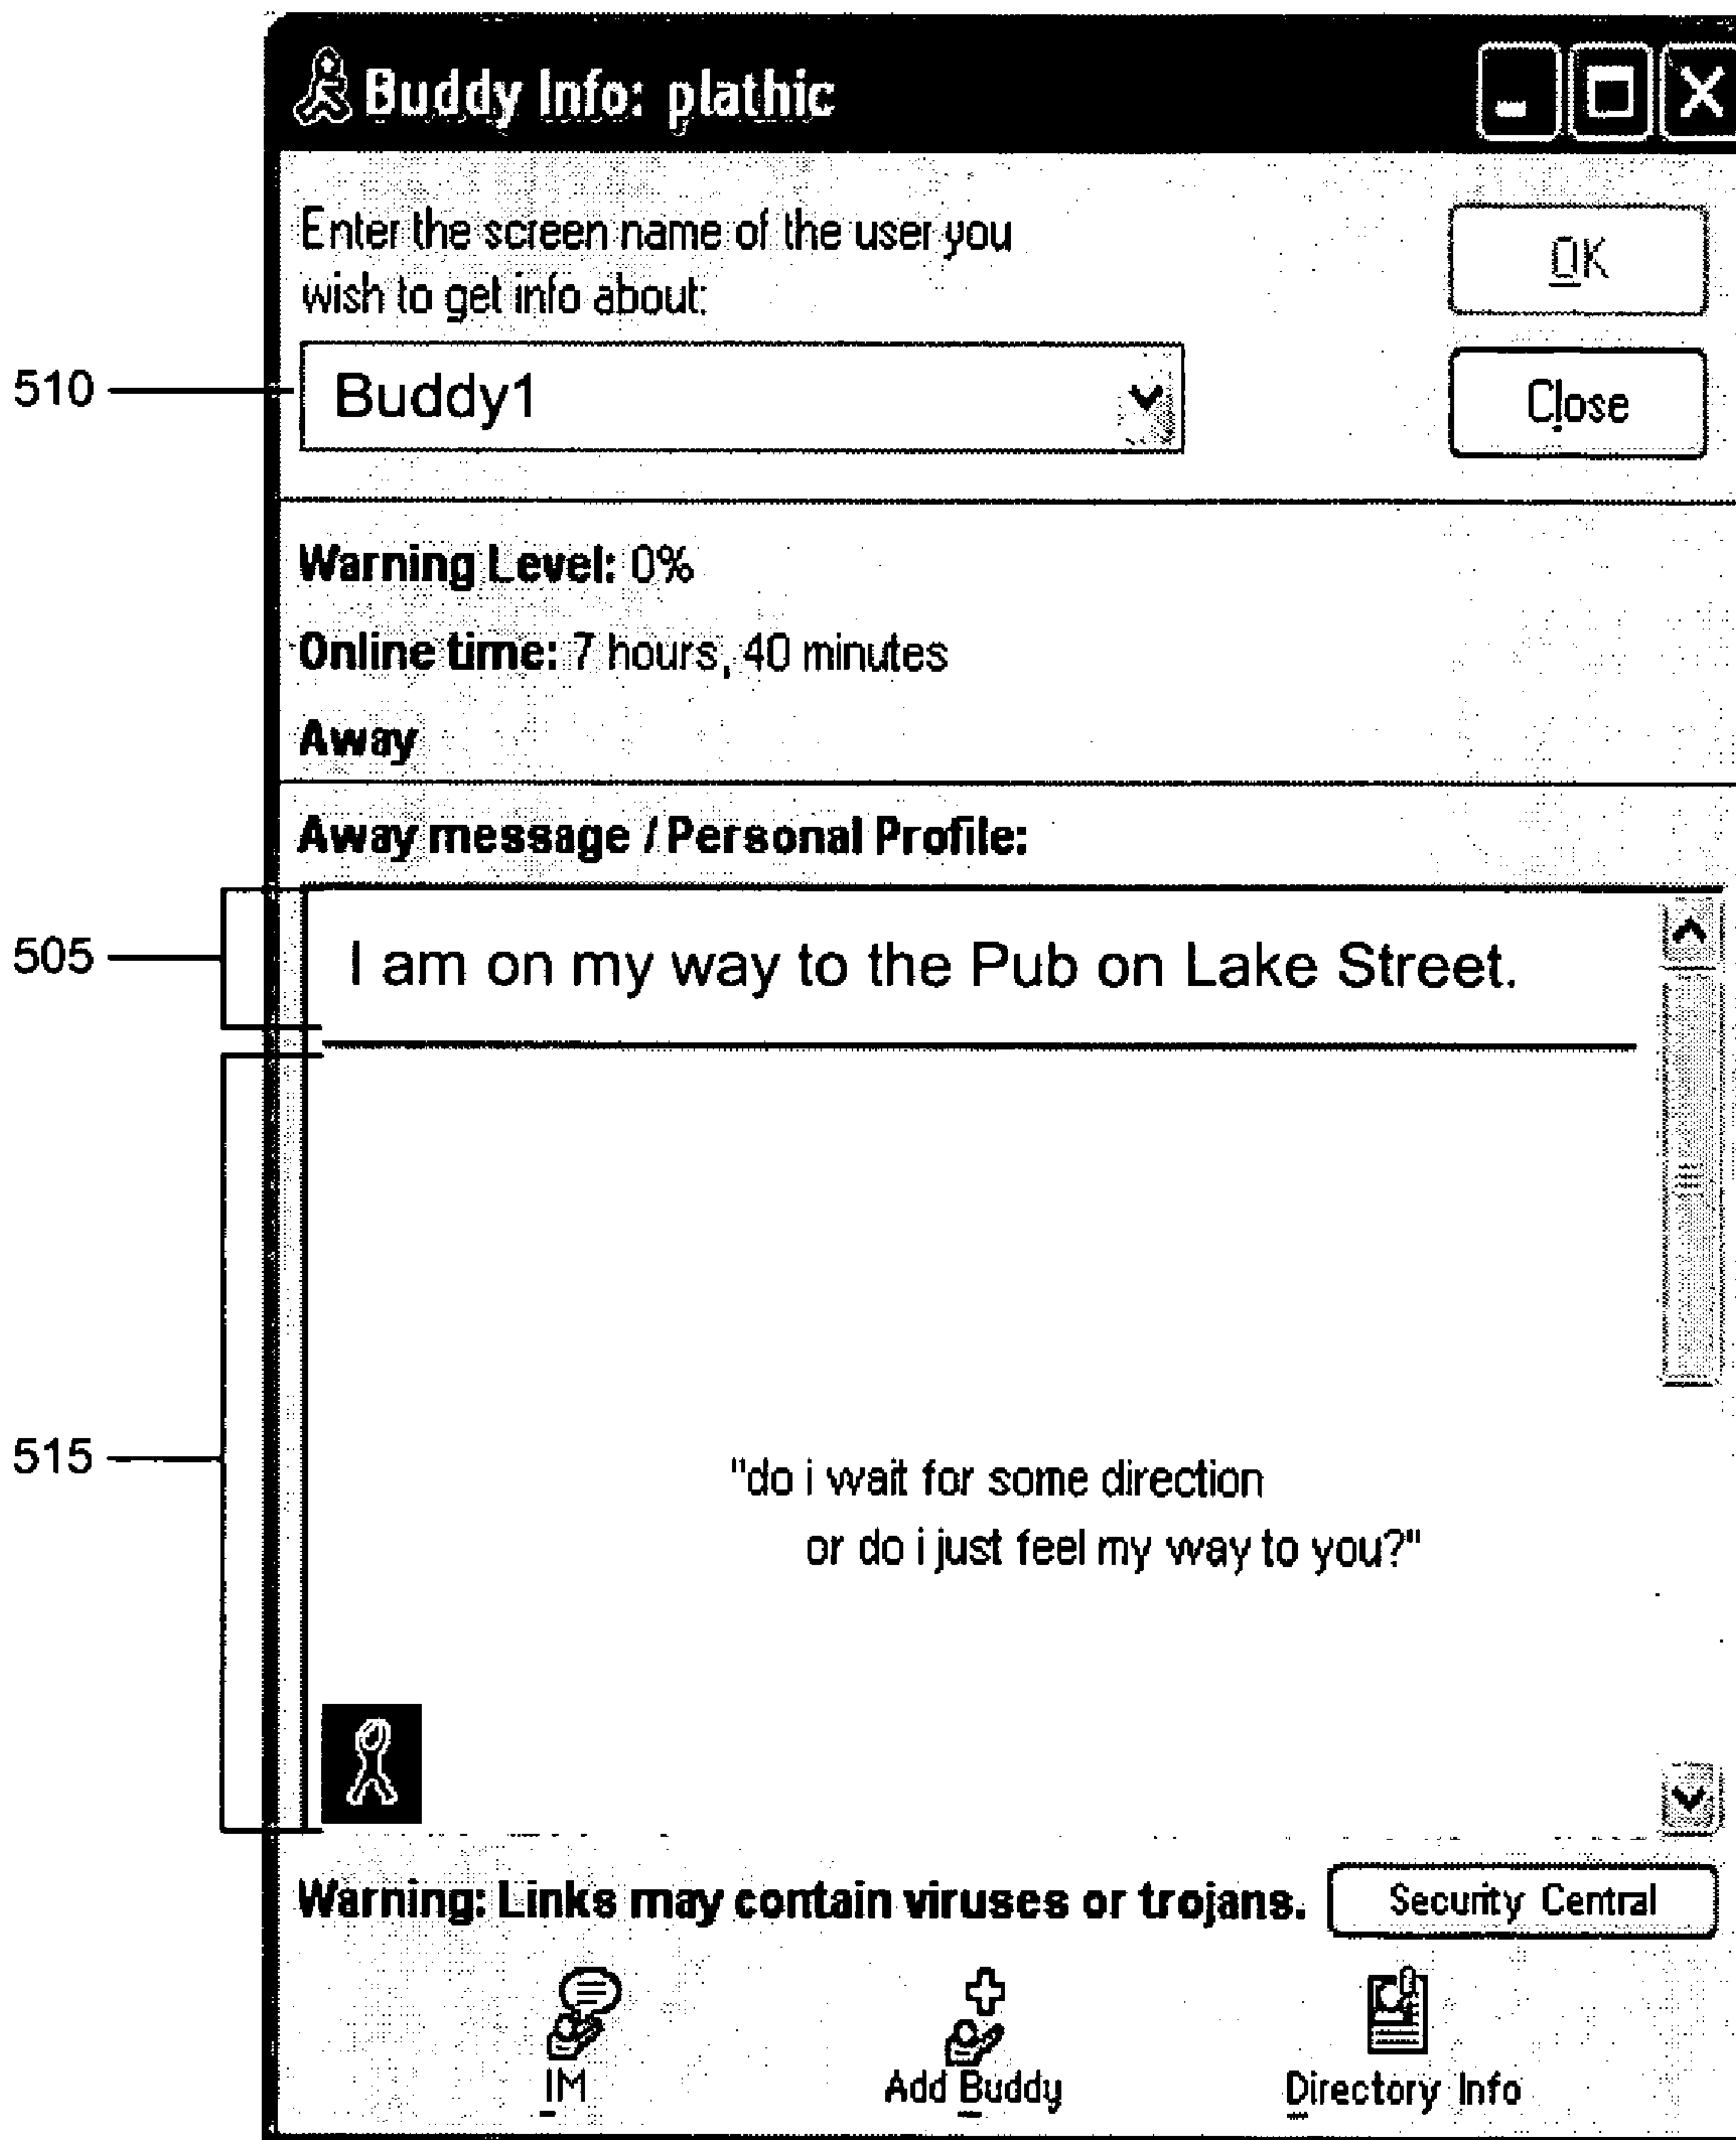 Buddy Info: plathic
Enter the screen name of the user you
wish to get info about:
OK
510
Buddy1
Close
Warning Level: 0%
Online time: 7 hours, 40 minutes
Away
Away message / Personal Profile:
505
I am on my way to the Pub on Lake Street.
515
"do i wait for some direction
or do i just feel my way to you?"
Warning: Links may contain viruses or trojans.
Security Central
IM
Add Buddy
Directory Info